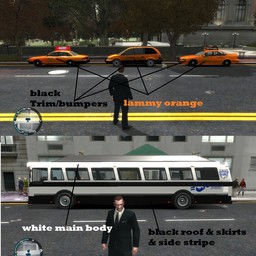 black
Trim/bumpers
lammy orange
white main body
black roof & skirts
& side stripe